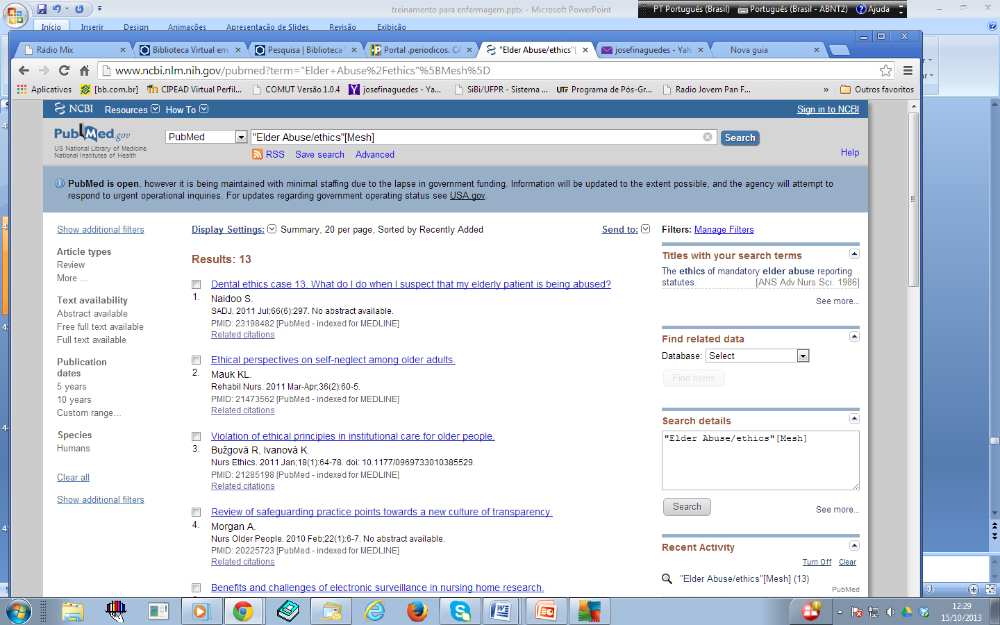 treinamento para enfermagem.pptx - Microsoft PowerPoint
PT Português (Brasil) Português (Brasil - ABNT2) Ajuda
Início Inserir Design Animações Apresentação de Slides Revisão Exibição
Rádio Mix Biblioteca Virtual em Pesquisa | Biblioteca Portal .periodicos. CA "Elder Abuse/ethics"[ josefinaguedes - Yah Nova guia
www.ncbi.nlm.nih.gov/pubmed?term="Elder+Abuse%2Fethics"%5BMesh%5D
Aplicativos [bb.com.br] CIPEAD Virtual Perfil... COMUT Versão 1.0.4 josefinaguedes - Ya... SiBi/UFPR - Sistema ... UTF Programa de Pós-Gr... Radio Jovem Pan F... » Outros favoritos
NCBI Resources How To Sign in to NCBI
PubMed.gov
US National Library of Medicine
National Institutes of Health
PubMed "Elder Abuse/ethics"[Mesh] Search
RSS Save search Advanced Help
PubMed is open, however it is being maintained with minimal staffing due to the lapse in government funding. Information will be updated to the extent possible, and the agency will attempt to
respond to urgent operational inquiries. For updates regarding government operating status see USA.gov.
Show additional filters
Article types
Review
More ...
Text availability
Abstract available
Free full text available
Full text available
Publication
dates
5 years
10 years
Custom range...
Species
Humans
Clear all
Show additional filters
Display Settings: Summary, 20 per page, Sorted by Recently Added Send to:
Results: 13
Dental ethics case 13. What do I do when I suspect that my elderly patient is being abused?
1. Naidoo S.
SADJ. 2011 Jul;66(6):297. No abstract available.
PMID: 23198482 [PubMed - indexed for MEDLINE]
Related citations
Ethical perspectives on self-neglect among older adults.
2. Mauk KL.
Rehabil Nurs. 2011 Mar-Apr;36(2):60-5.
PMID: 21473562 [PubMed - indexed for MEDLINE]
Related citations
Violation of ethical principles in institutional care for older people.
3. Bužgová R, Ivanová K.
Nurs Ethics. 2011 Jan;18(1):64-78. doi: 10.1177/0969733010385529.
PMID: 21285198 [PubMed - indexed for MEDLINE]
Related citations
Review of safeguarding practice points towards a new culture of transparency.
4. Morgan A.
Nurs Older People. 2010 Feb;22(1):6-7. No abstract available.
PMID: 20225723 [PubMed - indexed for MEDLINE]
Related citations
Benefits and challenges of electronic surveillance in nursing home research.
Filters: Manage Filters
Titles with your search terms
The ethics of mandatory elder abuse reporting
statutes. [ANS Adv Nurs Sci. 1986]
See more...
Find related data
Database: Select
Find items
Search details
"Elder Abuse/ethics"[Mesh]
Search
See more...
Recent Activity
Turn Off Clear
"Elder Abuse/ethics"[Mesh] (13)
PubMed
12:29
15/10/2013